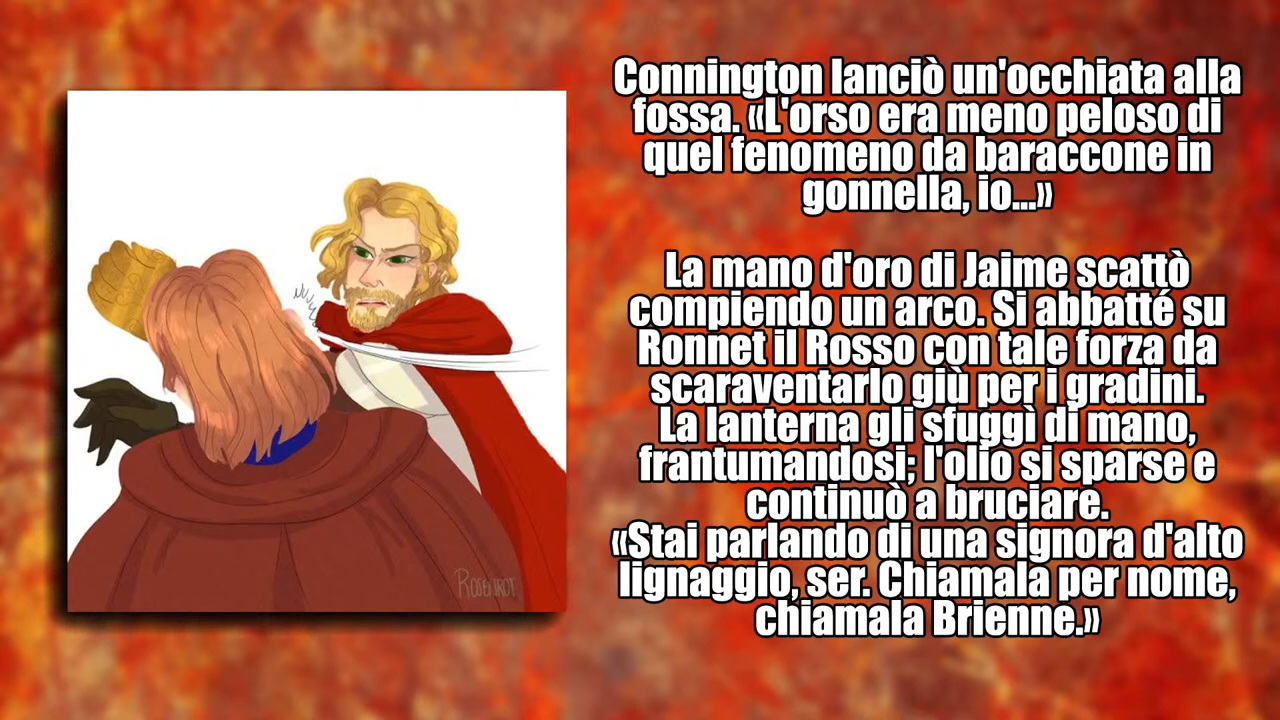 Connington lanciò un'occhiata alla
fossa. «L'orso era meno peloso di
quel fenomeno da baraccone in
gonnella, io...»
La mano d'oro di Jaime scattò
compiendo un arco. Si abbatté su
Ronnet il Rosso con tale forza da
scaraventarlo giù per i gradini.
La lanterna gli sfuggì di mano,
frantumandosi; l'olio si sparse e
continuò a bruciare.
«Stai parlando di una signora d'alto
lignaggio, ser. Chiamala per nome,
chiamala Brienne.»